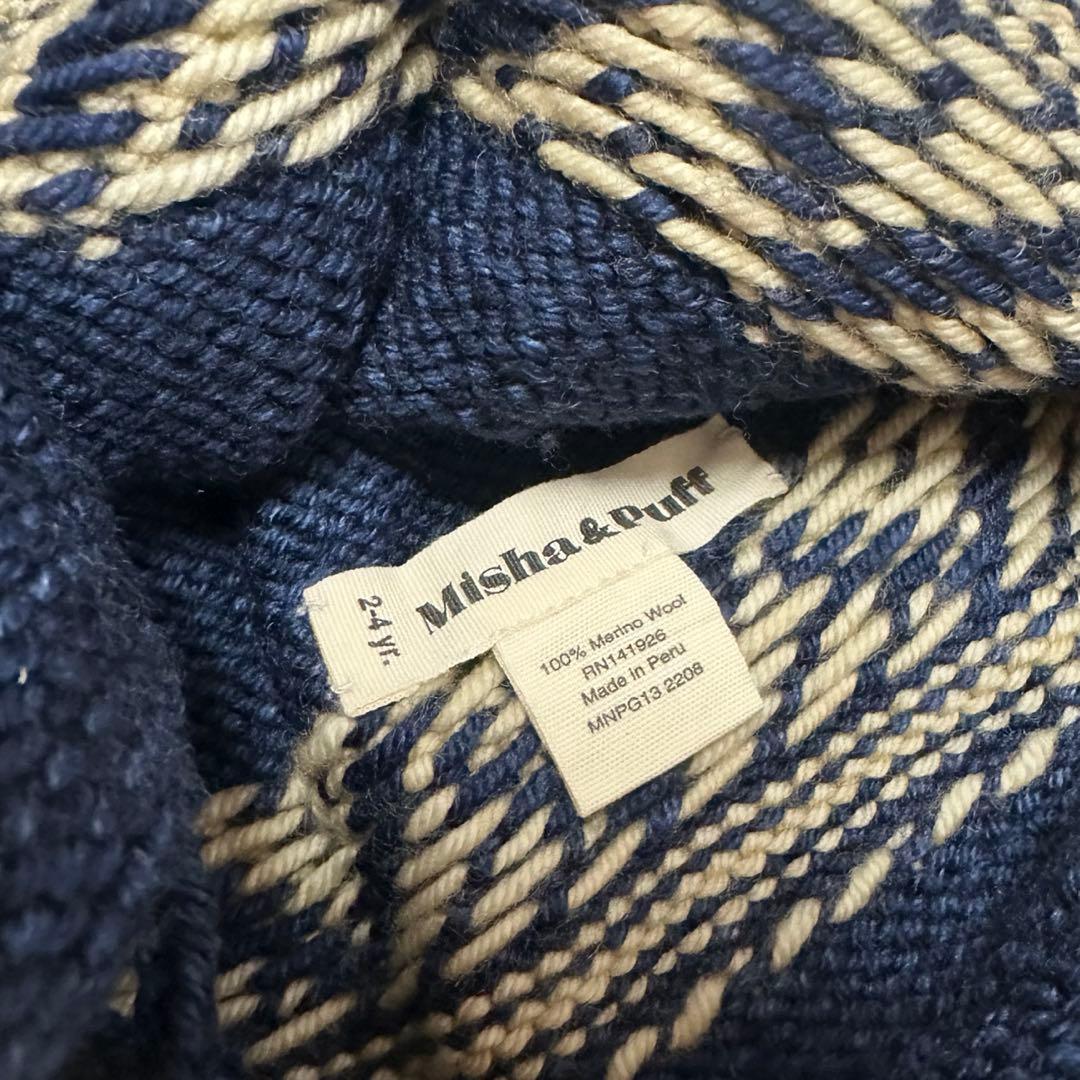 Misha & Puff
2-4 yr.
100% Merino Wool
RN141926
Made in Peru
MNPG13 2208